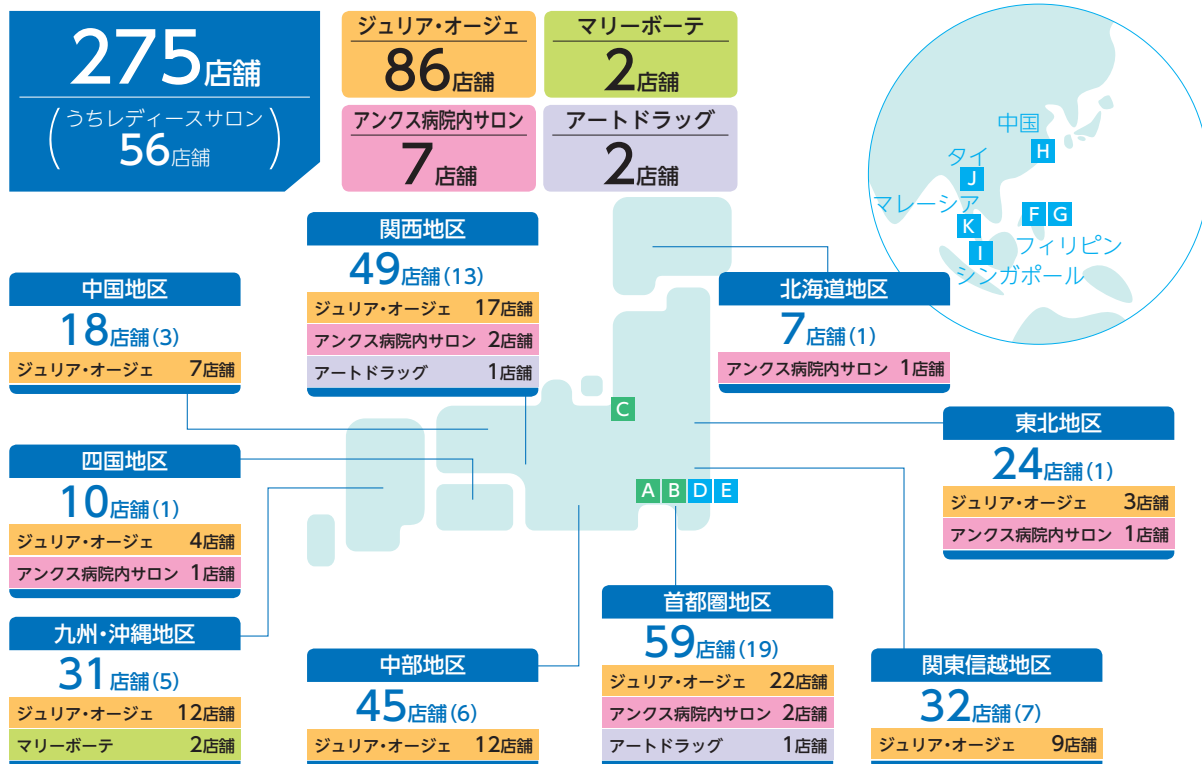 275店舗
(うちレディースサロン
56店舗)
ジュリア・オージェ
86店舗
マリーボーテ
2店舗
アンクス病院内サロン
7店舗
アートドラッグ
2店舗
中国
H
タイ
J
マレーシア
K
F G
フィリピン
I
シンガポール
関西地区
49店舗(13)
ジュリア・オージェ 17店舗
アンクス病院内サロン 2店舗
アートドラッグ 1店舗
中国地区
18店舗(3)
ジュリア・オージェ 7店舗
北海道地区
7店舗(1)
アンクス病院内サロン 1店舗
C
東北地区
24店舗(1)
ジュリア・オージェ 3店舗
アンクス病院内サロン 1店舗
四国地区
10店舗(1)
ジュリア・オージェ 4店舗
アンクス病院内サロン 1店舗
A B D E
九州・沖縄地区
31店舗(5)
ジュリア・オージェ 12店舗
マリーボーテ 2店舗
中部地区
45店舗(6)
ジュリア・オージェ 12店舗
首都圏地区
59店舗(19)
ジュリア・オージェ 22店舗
アンクス病院内サロン 2店舗
アートドラッグ 1店舗
関東信越地区
32店舗(7)
ジュリア・オージェ 9店舗